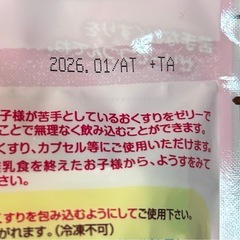 2026.01/AT +TA
子様が苦手としているおくすりをゼリーで
ことで無理なく飲み込むことができます。
く、カプセル等にご使用いただけます。
乳食を終えたお子様から、ようすをみて
さい。
すりを包み込むようにしてご使用下さい。
がれます。(冷凍不可)